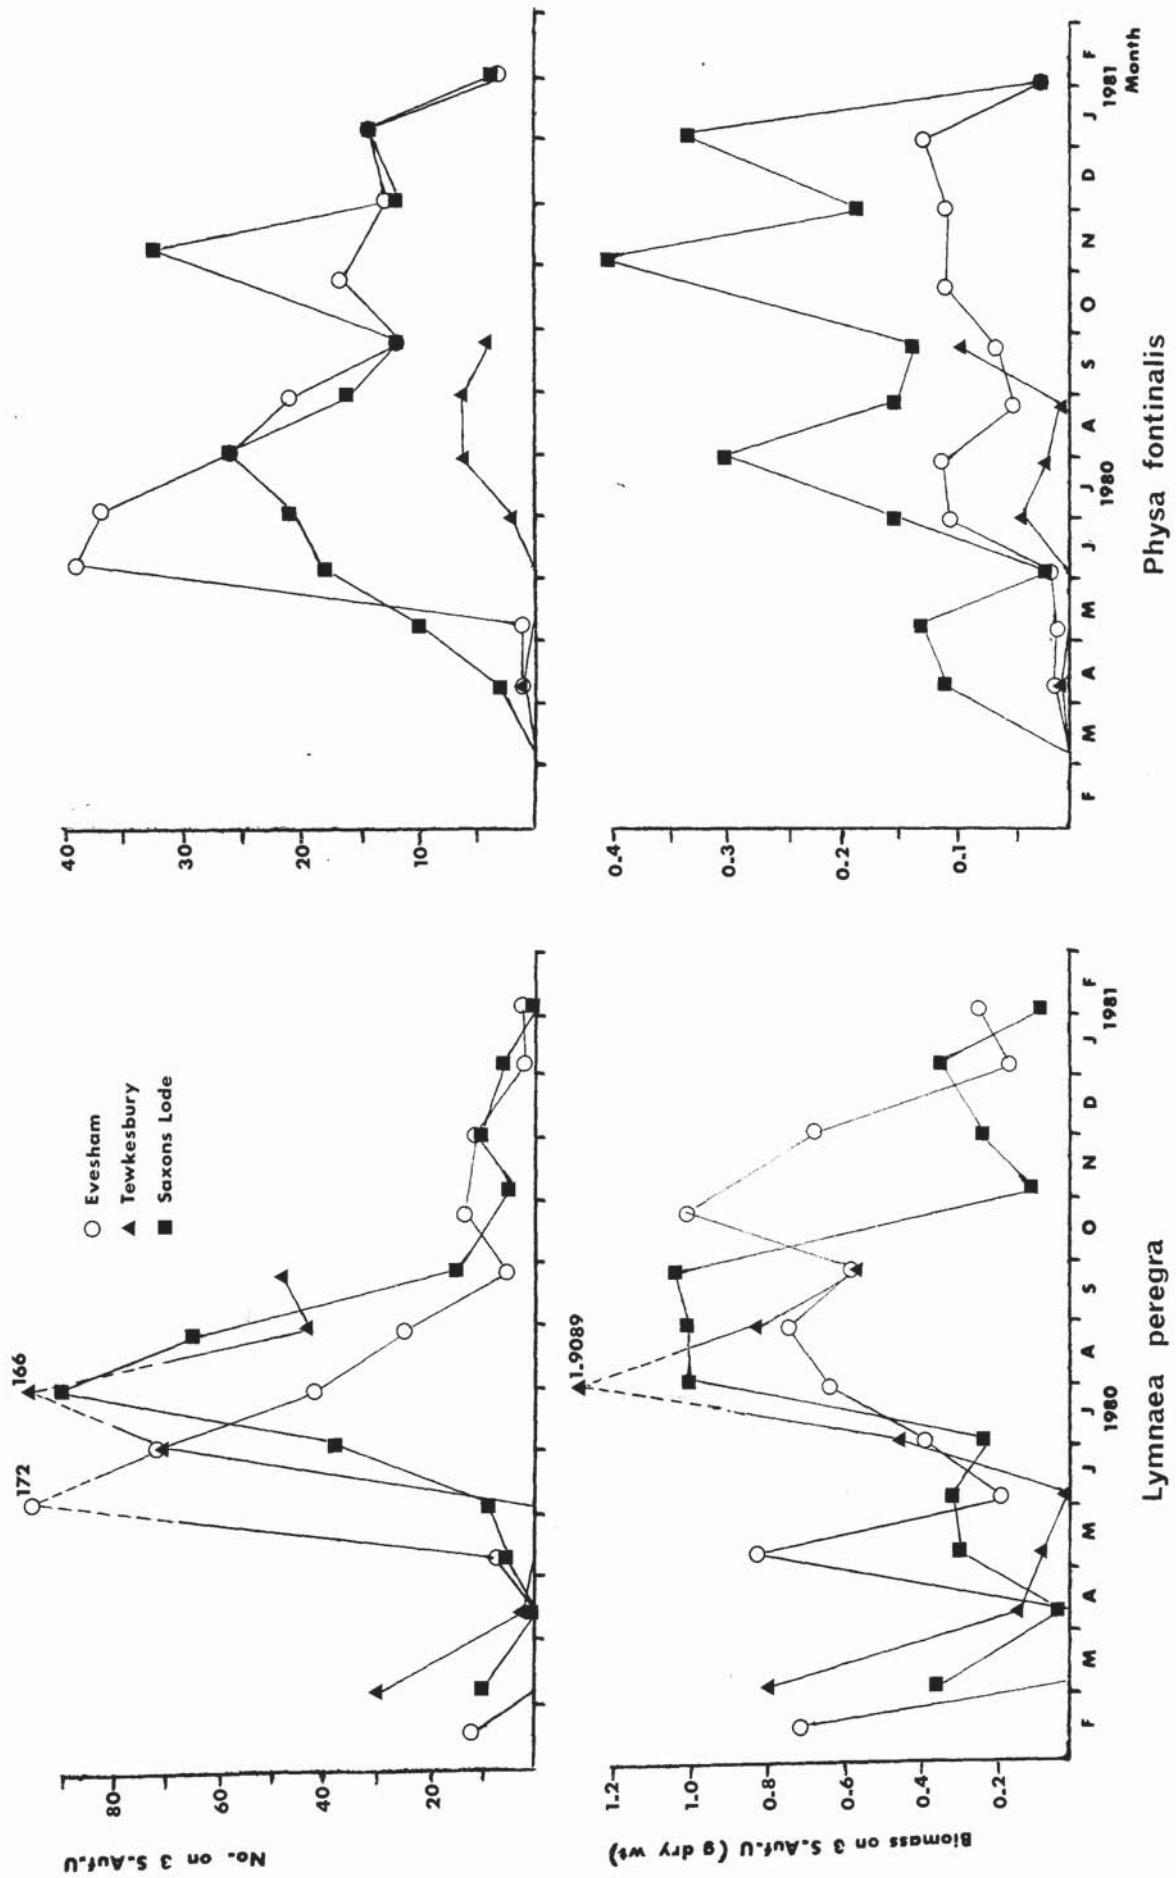 No. on 3 S.Auf.U
80
60
40
20
172
166
Evesham
Tewkesbury
Saxons Lode
40
30
20
10
Biomass on 3 S.Auf.U (g dry wt)
1.2
1.0
0.8
0.6
0.4
0.2
1.9089
F M A M J J A S O N D J F
1980 1981
Lymnaea peregra
0.4
0.3
0.2
0.1
F M A M J J A S O N D J F
1980 1981
Month
Physa fontinalis